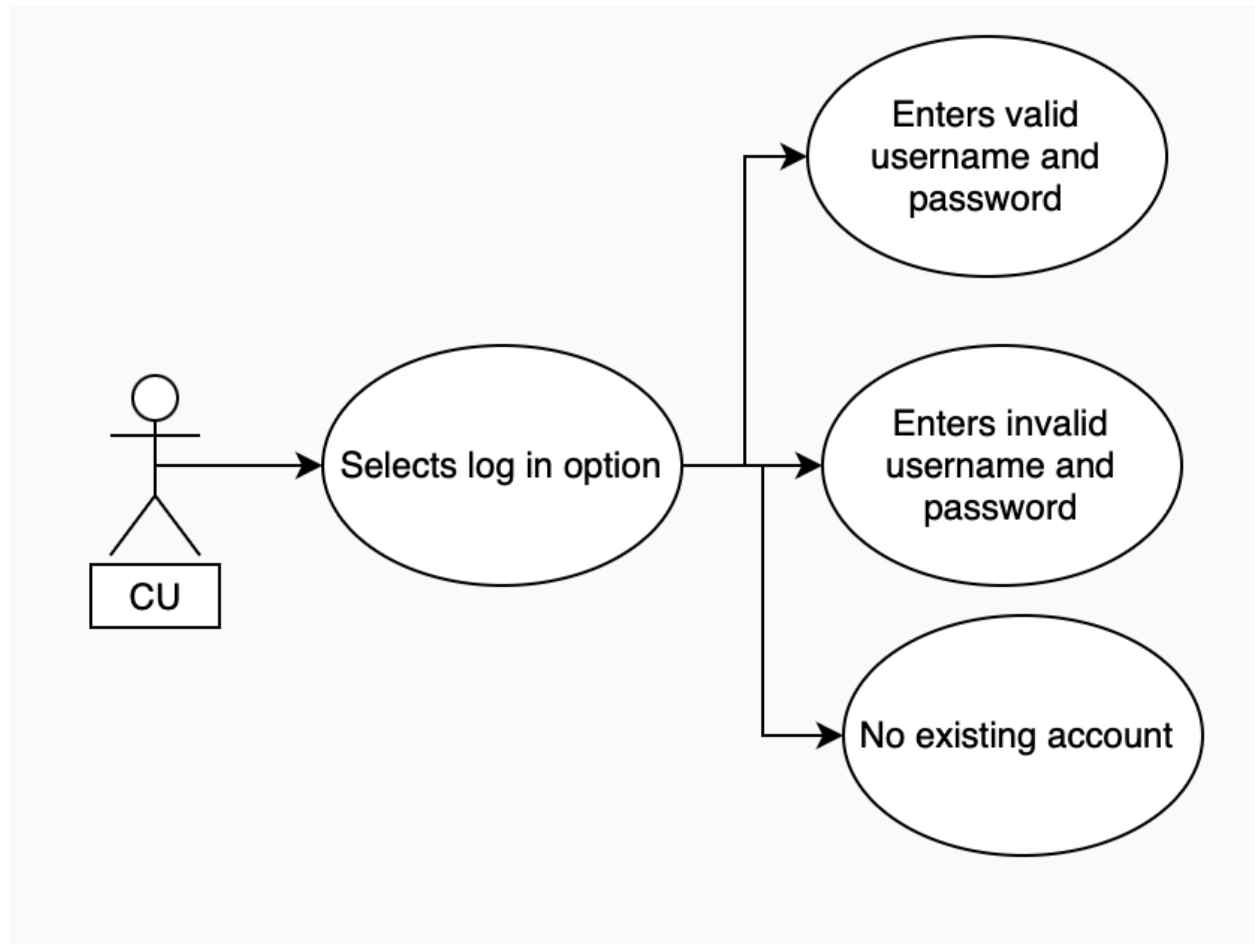 Enters valid
username and
password
CU
Selects log in option
Enters invalid
username and
password
No existing account